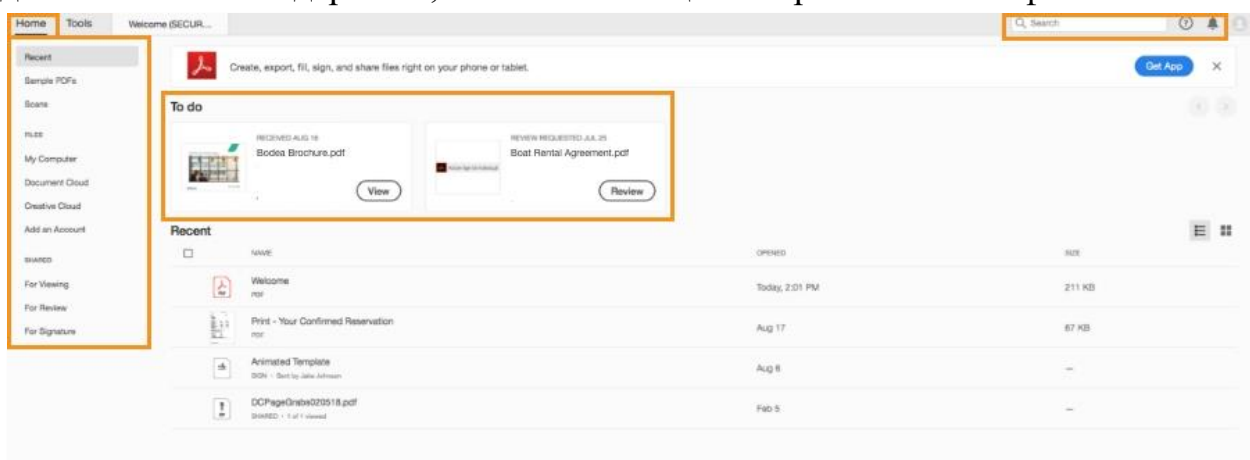 Home Tools Welcome (SECUR... Search
Recent
Sample PDFs
Scans
FILES
My Computer
Document Cloud
Creative Cloud
Add an Account
SHARED
For Viewing
For Review
For Signature
Create, export, fill, sign, and share files right on your phone or tablet. Get App
To do
RECEIVED AUG 16
Bodea Brochure.pdf
View
REVIEW REQUESTED JUL 25
Boat Rental Agreement.pdf
Review
Recent
NAME OPENED SIZE
Welcome
PDF
Today, 2:01 PM 211 KB
Print - Your Confirmed Reservation
PDF
Aug 17 67 KB
Animated Template
SIGN · Sent by Julie Johnson
Aug 6 —
DCPageGrabs020518.pdf
SHARED · 1 of 1 viewed
Feb 5 —